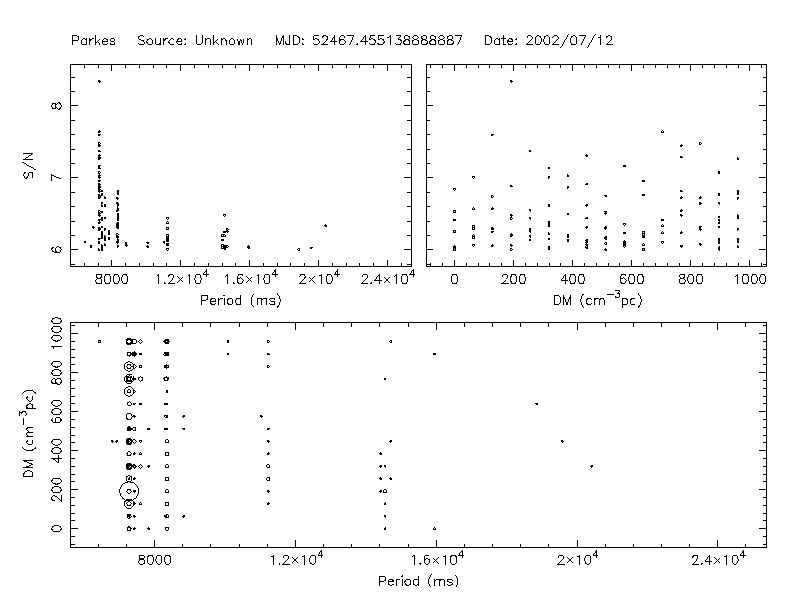 Parkes Source: Unknown MJD: 52467.455138888887 Date: 2002/07/12
S/N
8
7
6
8000 1.2×10⁴ 1.6×10⁴ 2×10⁴ 2.4×10⁴
Period (ms)
0 200 400 600 800 1000
DM (cm⁻³pc)
DM (cm⁻³pc)
1000
800
600
400
200
0
8000 1.2×10⁴ 1.6×10⁴ 2×10⁴ 2.4×10⁴
Period (ms)